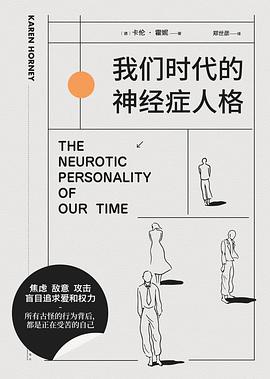 KAREN HORNEY
[德] 卡伦·霍妮 一著
郑世彦 一译
我们时代的
神经症人格
THE
NEUROTIC
PERSONALITY
OF
OUR TIME
焦虑 敌意 攻击
盲目追求爱和权力
所有古怪的行为背后,
都是正在受苦的自己